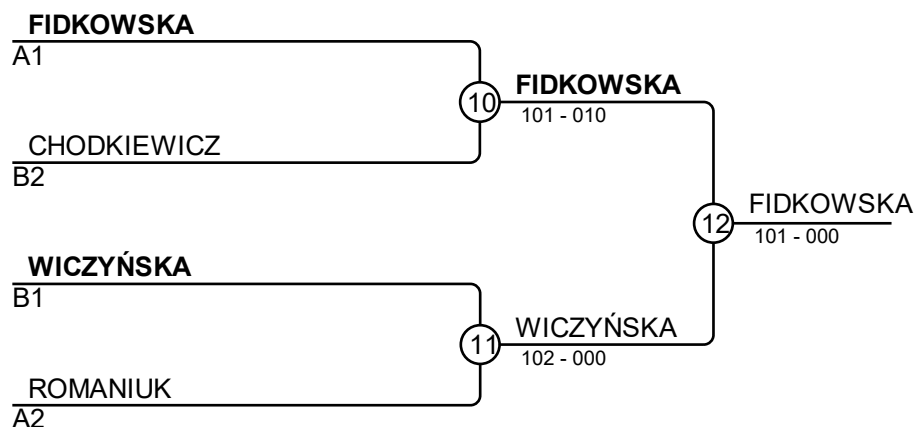 FIDKOWSKA
A1
10
FIDKOWSKA
101 - 010
CHODKIEWICZ
B2
12
FIDKOWSKA
101 - 000
WICZYŃSKA
B1
11
WICZYŃSKA
102 - 000
ROMANIUK
A2